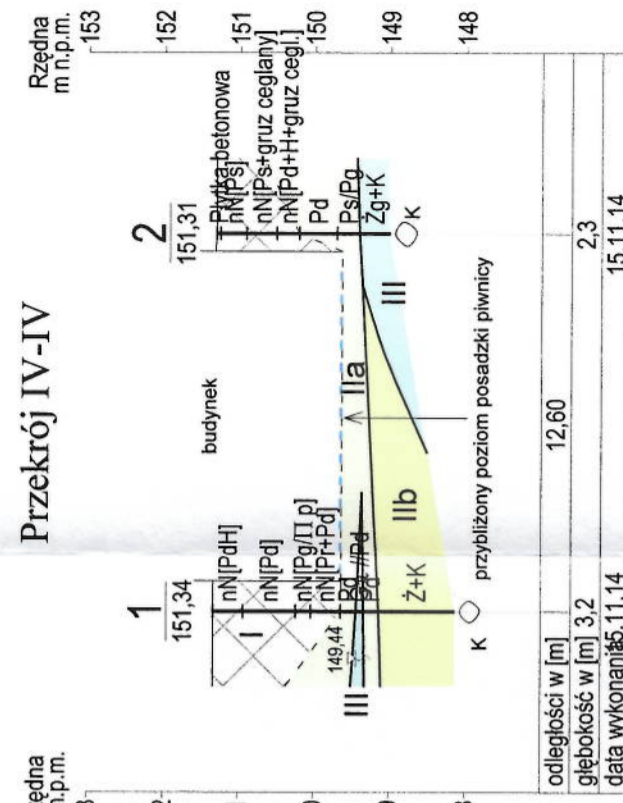 Przekrój IV-IV
Rzędna
m n.p.m.
153
152
151
150
149
148
1
151,34
nN[PdH]
nN[Pd]
nN[Pg/Π p]
nN[Pr+Pd]
Pd
//Pd
Ż+K
K
I
149,44
III
budynek
IIa
IIb
III
przybliżony poziom posadzki piwnicy
2
151,31
Płytka betonowa
nN[Ps]
nN[Ps+gruz ceglany]
nN[Pd+H+gruz cegl.]
Pd
Ps/Pg
Żg+K
K
odległości w [m]
12,60
głębokość w [m]
3,2
2,3
data wykonania
15.11.14
15.11.14
ędna
n.p.m.